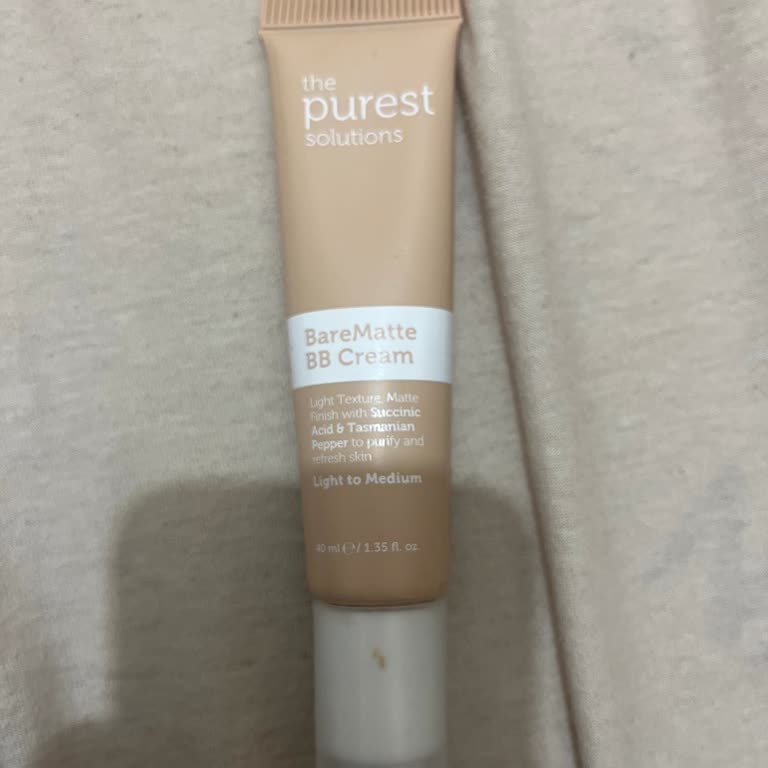 the
purest
solutions
BareMatte
BB Cream
Light Texture, Matte
Finish with Succinic
Acid & Tasmanian
Pepper to purify and
refresh skin
Light to Medium
40 ml ℮/ 1.35 fl. oz.